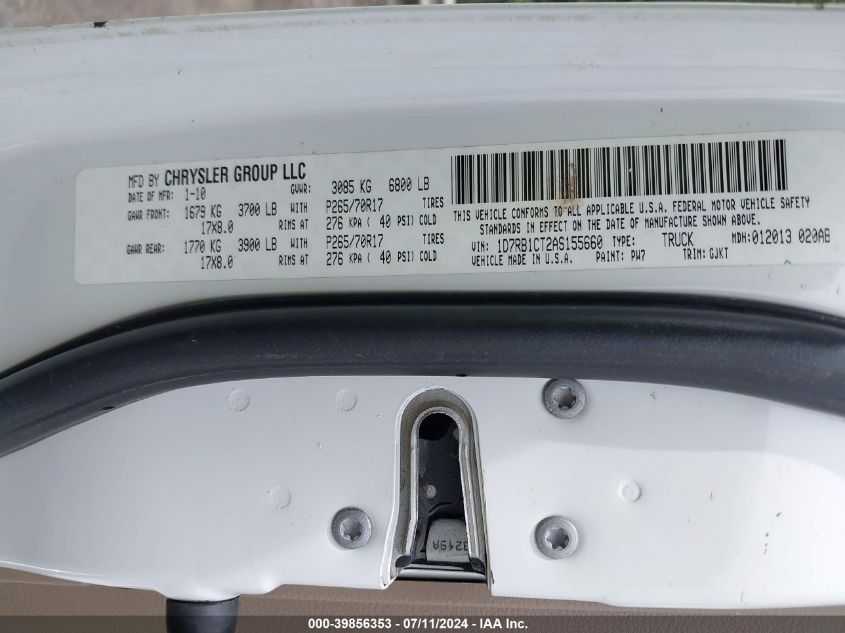 MFD BY CHRYSLER GROUP LLC
DATE OF MFR: 1-10 GVWR: 3085 KG 6800 LB
GAWR FRONT: 1679 KG 3700 LB WITH P265/70R17 TIRES
17X8.0 RIMS AT 276 KPA ( 40 PSI) COLD
GAWR REAR: 1770 KG 3900 LB WITH P265/70R17 TIRES
17X8.0 RIMS AT 276 KPA ( 40 PSI) COLD
THIS VEHICLE CONFORMS TO ALL APPLICABLE U.S.A. FEDERAL MOTOR VEHICLE SAFETY
STANDARDS IN EFFECT ON THE DATE OF MANUFACTURE SHOWN ABOVE.
VIN: 1D7RB1CT2AS155660 TYPE: TRUCK MDH:012013 020AB
VEHICLE MADE IN U.S.A. PAINT: PW7 TRIM: GJKT
3219A
000-39856353 - 07/11/2024 - IAA Inc.